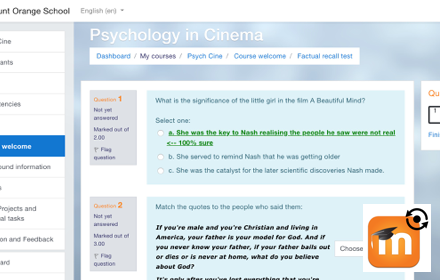 unt Orange School English (en)
Psychology in Cinema
Dashboard / My courses / Psych Cine / Course welcome / Factual recall test
Cine
ants
encies
welcome
ound information
s
Projects and
al tasks
on and Feedback
ard
Question 1
Not yet
answered
Marked out of
2.00
Flag
question
What is the significance of the little girl in the film A Beautiful Mind?
Select one:
a. She was the key to Nash realising the people he saw were not real
<-- 100% sure
b. She served to remind Nash that he was getting older
c. She was the catalyst for the later scientific discoveries Nash made.
Question 2
Not yet
answered
Marked out of
3.00
Flag
question
Match the quotes to the people who said them:
If you're male and you're Christian and living in
America, your father is your model for God. And if
you never know your father, if your father bails out
or dies or is never at home, what do you believe
about God?
It's only after you've lost everything that you're
Choose
Qu
Finis
m